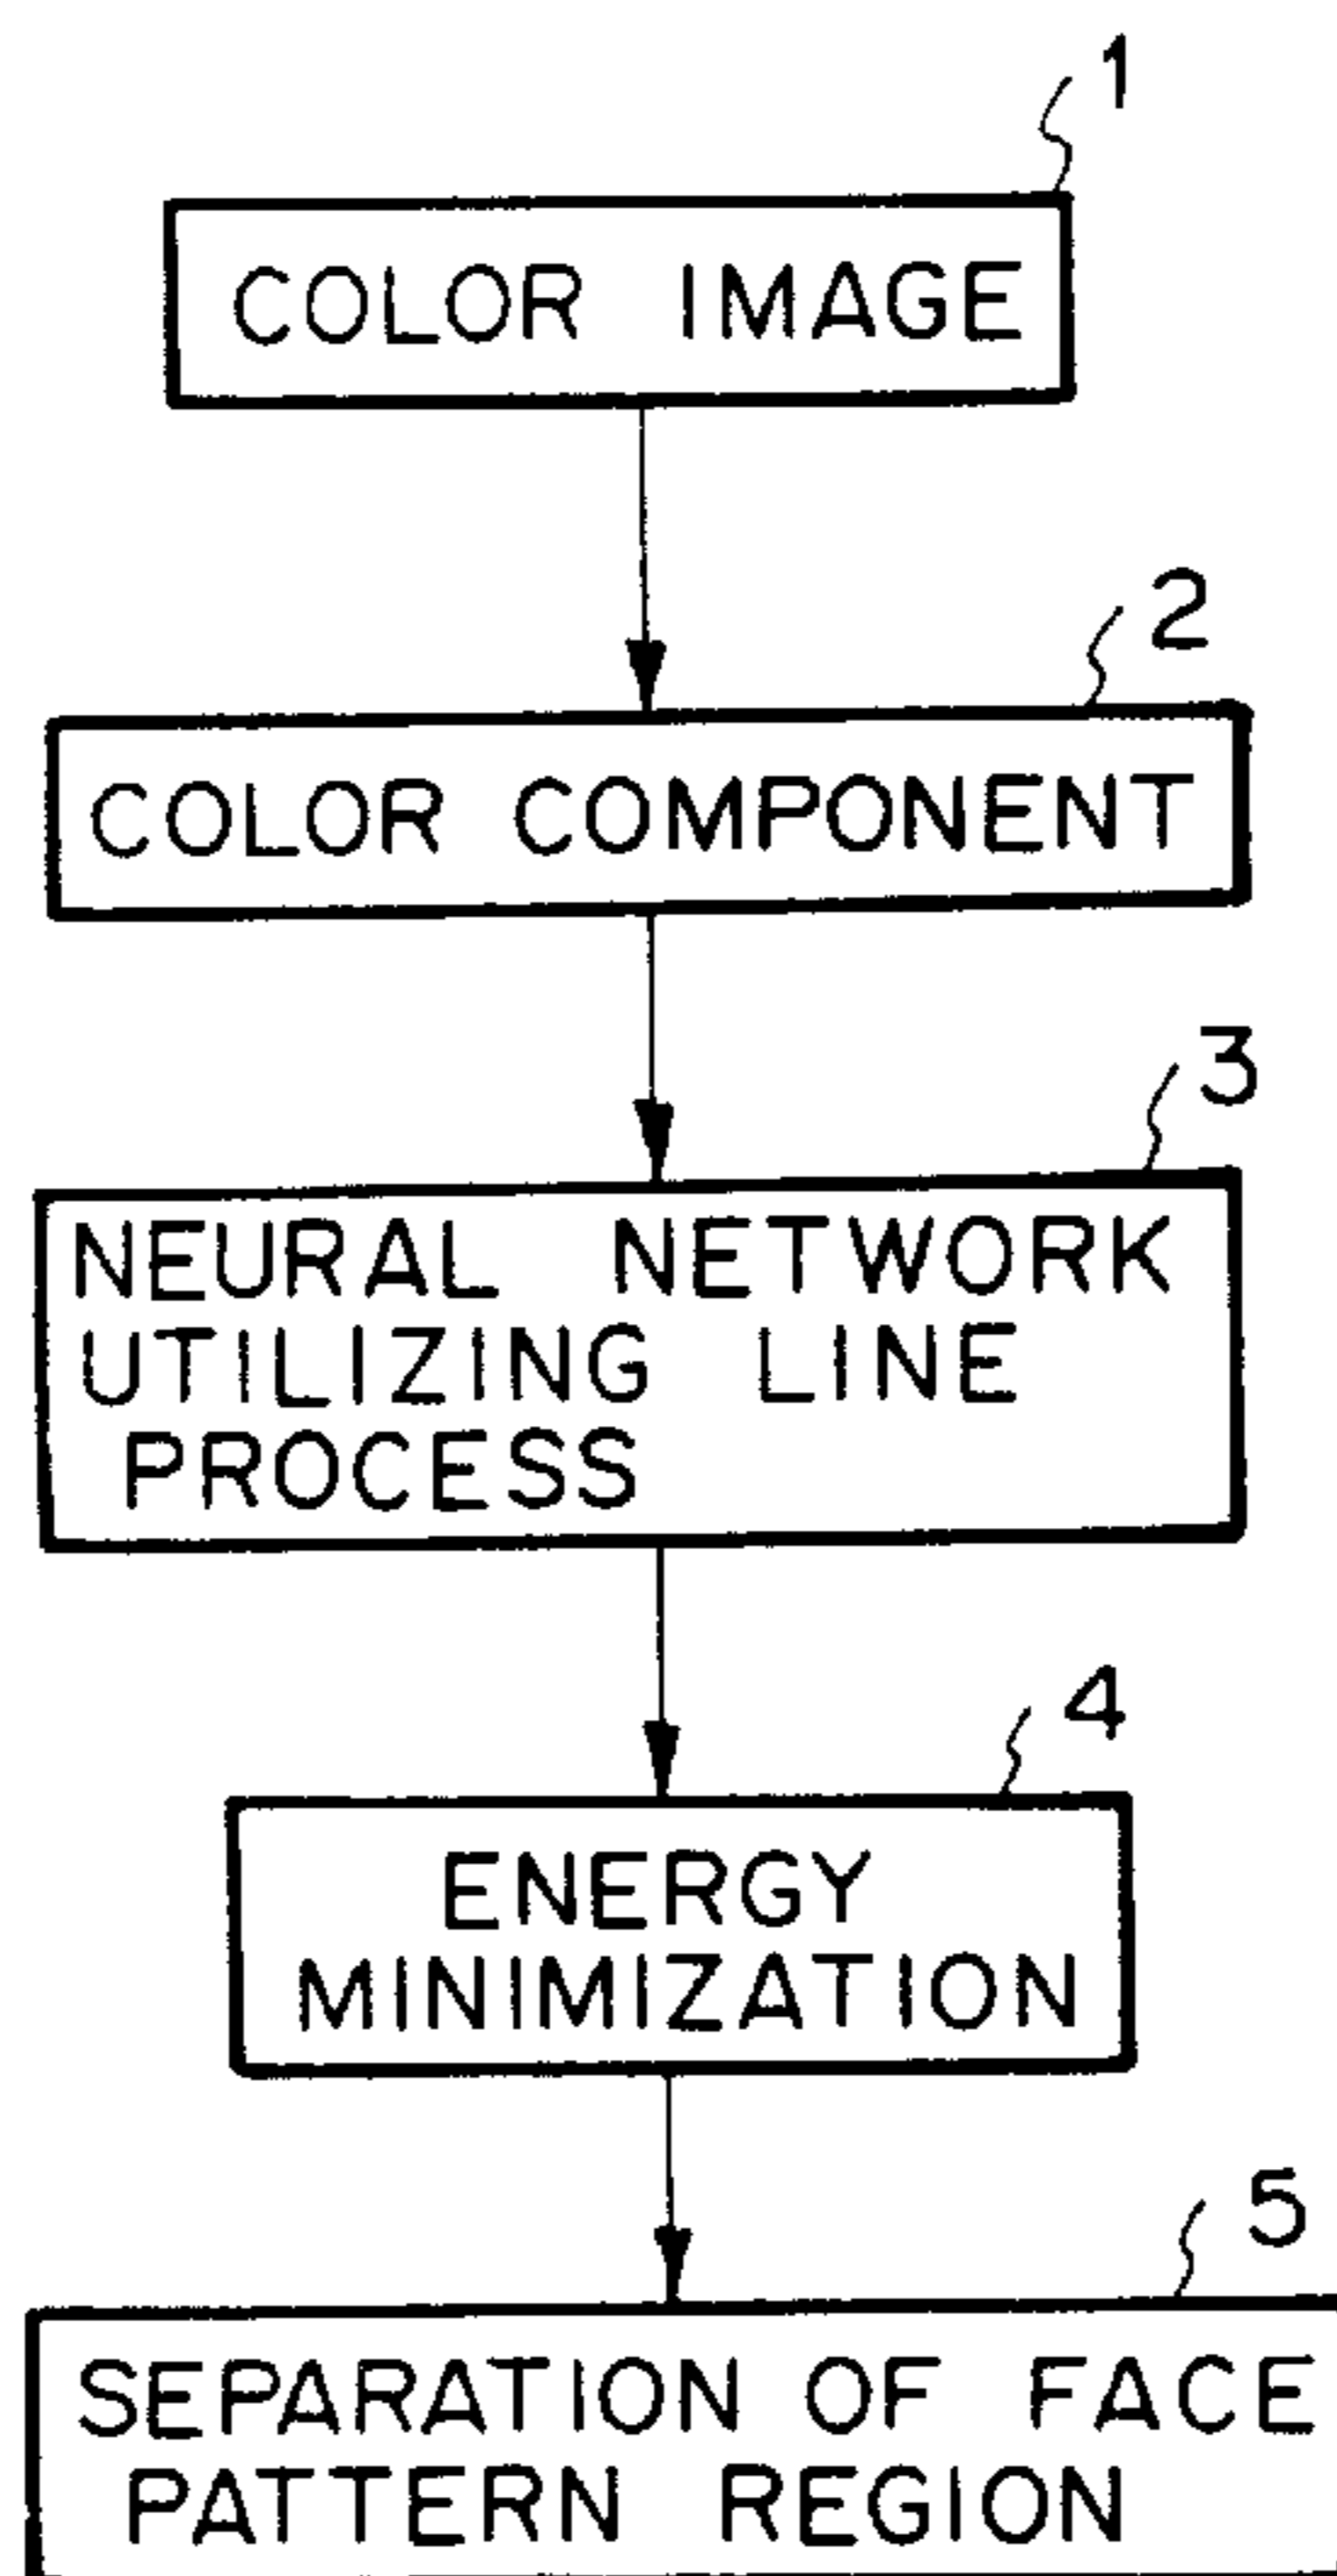 1
COLOR IMAGE
2
COLOR COMPONENT
3
NEURAL NETWORK
UTILIZING LINE
PROCESS
4
ENERGY
MINIMIZATION
5
SEPARATION OF FACE
PATTERN REGION